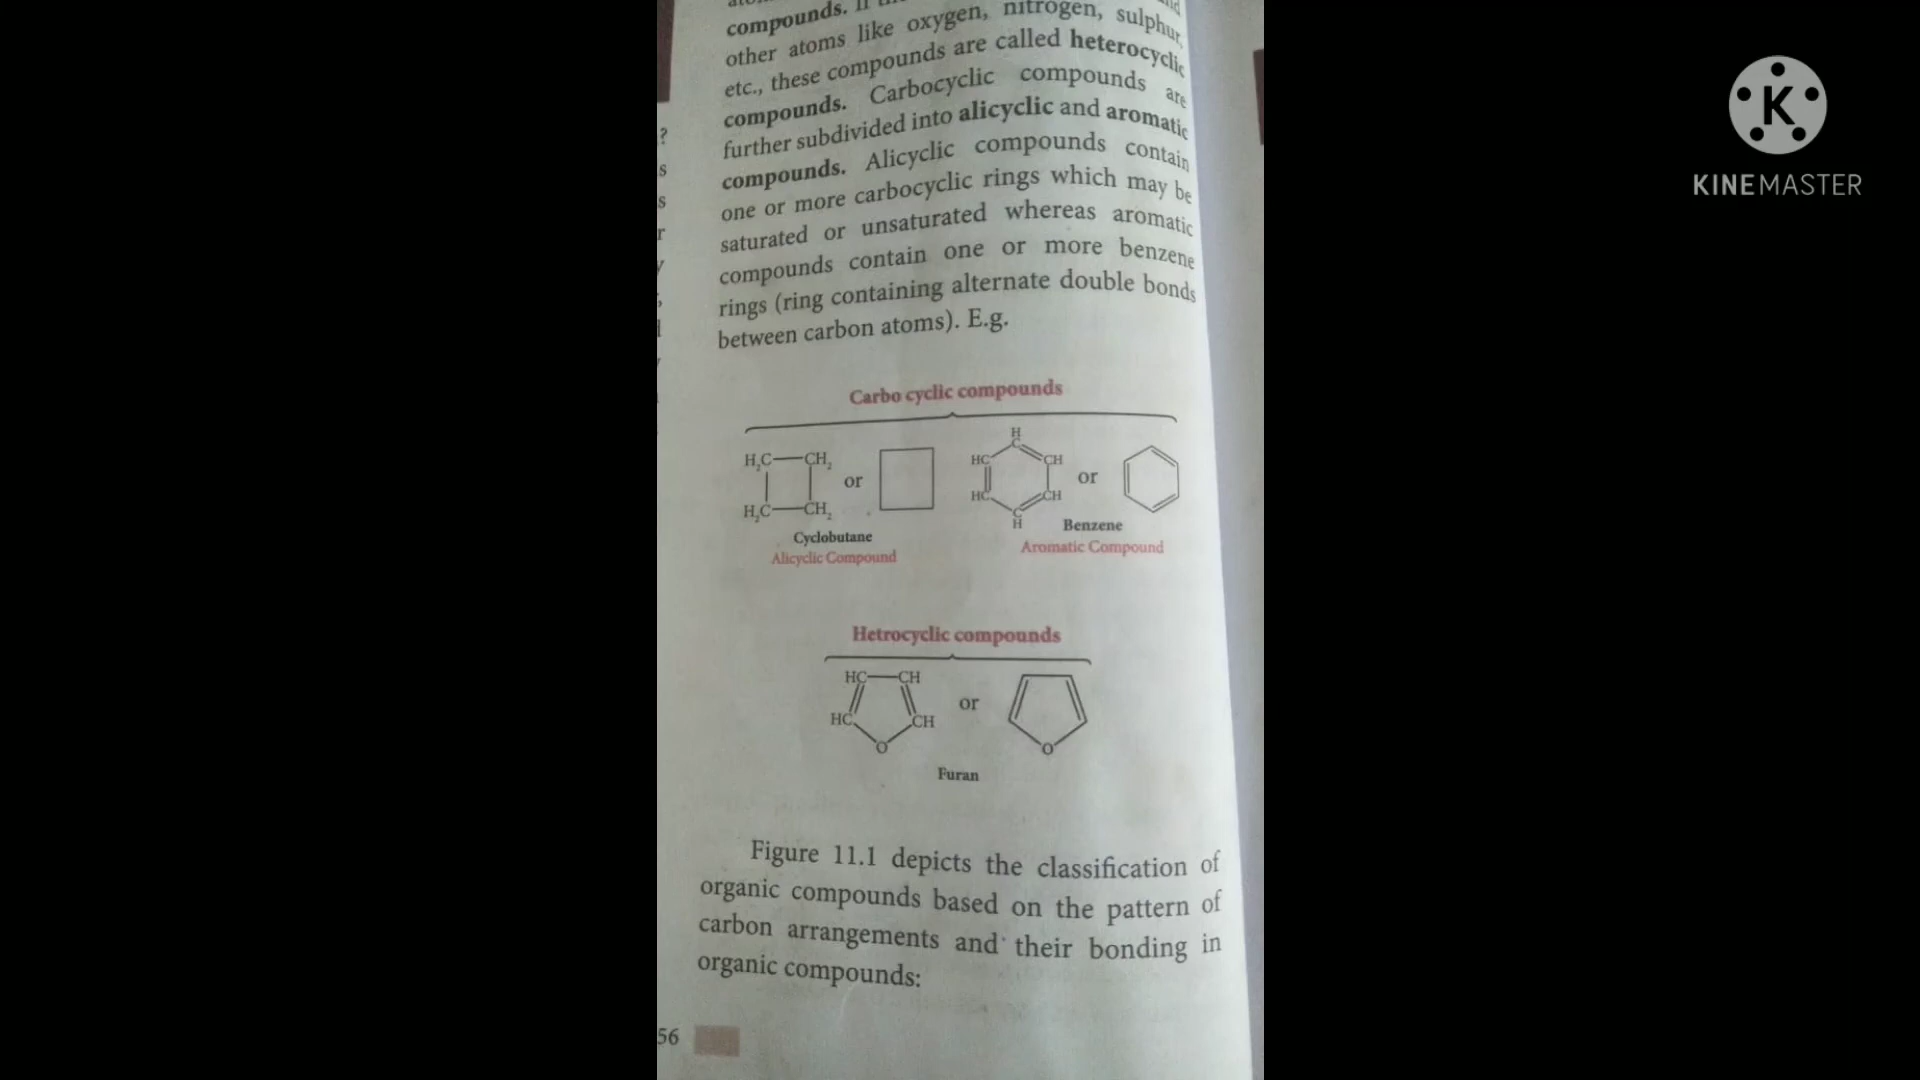 compounds.
other atoms like oxygen, nitrogen, sulphur,
etc., these compounds are called heterocyclic
compounds. Carbocyclic compounds are
further subdivided into alicyclic and aromatic
compounds. Alicyclic compounds contain
one or more carbocyclic rings which may be
saturated or unsaturated whereas aromatic
compounds contain one or more benzene
rings (ring containing alternate double bonds
between carbon atoms). E.g.
Carbo cyclic compounds
H₂C CH₂ or H₂C CH₂
Cyclobutane
Alicyclic Compound
H C HC CH HC CH C H or
Benzene
Aromatic Compound
Hetrocyclic compounds
HC CH HC CH O or O
Furan
Figure 11.1 depicts the classification of
organic compounds based on the pattern of
carbon arrangements and their bonding in
organic compounds:
56
K
KINEMASTER